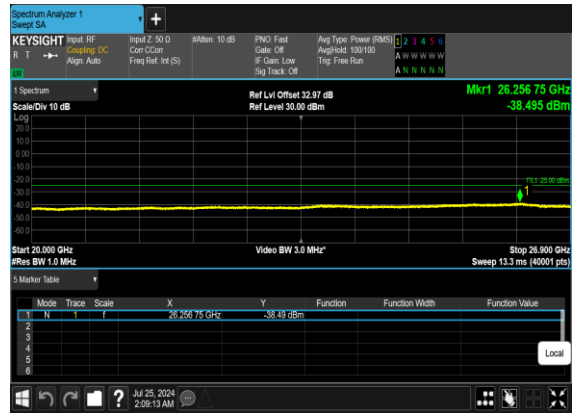 Spectrum Analyzer 1
Swept SA
+
KEYSIGHT Input: RF Input Z: 50 Ω #Atten: 10 dB PNO: Fast Avg Type: Power (RMS) 1 2 3 4 5 6
R T Coupling: DC Corr CCorr Gate: Off Avg|Hold: 100/100 A W W W W W
Align: Auto Freq Ref: Int (S) IF Gain: Low Trig: Free Run
Sig Track: Off A N N N N N
1 Spectrum Ref Lvl Offset 32.97 dB Mkr1 26.256 75 GHz
Scale/Div 10 dB Ref Level 30.00 dBm -38.495 dBm
Log
20.0
10.0
0.00
-10.0
-20.0
DL1 -25.00 dBm
-30.0
1
-40.0
-50.0
-60.0
Start 20.000 GHz Video BW 3.0 MHz* Stop 26.900 GHz
#Res BW 1.0 MHz Sweep 13.3 ms (40001 pts)
5 Marker Table
Mode Trace Scale X Y Function Function Width Function Value
1 N 1 f 26.256 75 GHz -38.49 dBm
2
3
4
5
6
Local
? Jul 25, 2024
2:09:13 AM